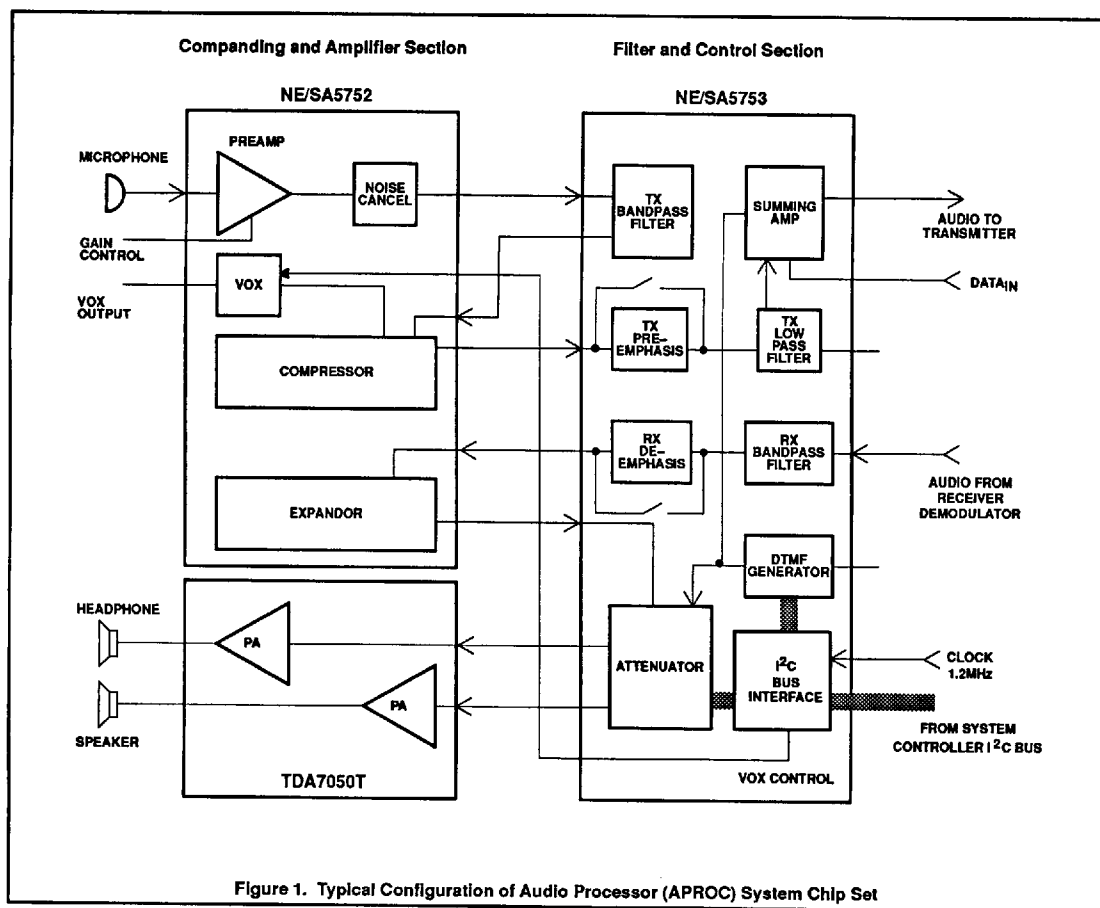 Companding and Amplifier Section
Filter and Control Section
NE/SA5752
NE/SA5753
PREAMP
MICROPHONE
NOISE
CANCEL
TX
BANDPASS
FILTER
SUMMING
AMP
AUDIO TO
TRANSMITTER
GAIN
CONTROL
VOX
VOX
OUTPUT
DATAIN
TX
PRE–
EMPHASIS
TX
LOW
PASS
FILTER
COMPRESSOR
RX
DE–
EMPHASIS
RX
BANDPASS
FILTER
AUDIO FROM
RECEIVER
DEMODULATOR
EXPANDOR
DTMF
GENERATOR
HEADPHONE
PA
ATTENUATOR
I2C
BUS
INTERFACE
CLOCK
1.2MHz
PA
SPEAKER
FROM SYSTEM
CONTROLLER I2C BUS
TDA7050T
VOX CONTROL
Figure 1. Typical Configuration of Audio Processor (APROC) System Chip Set